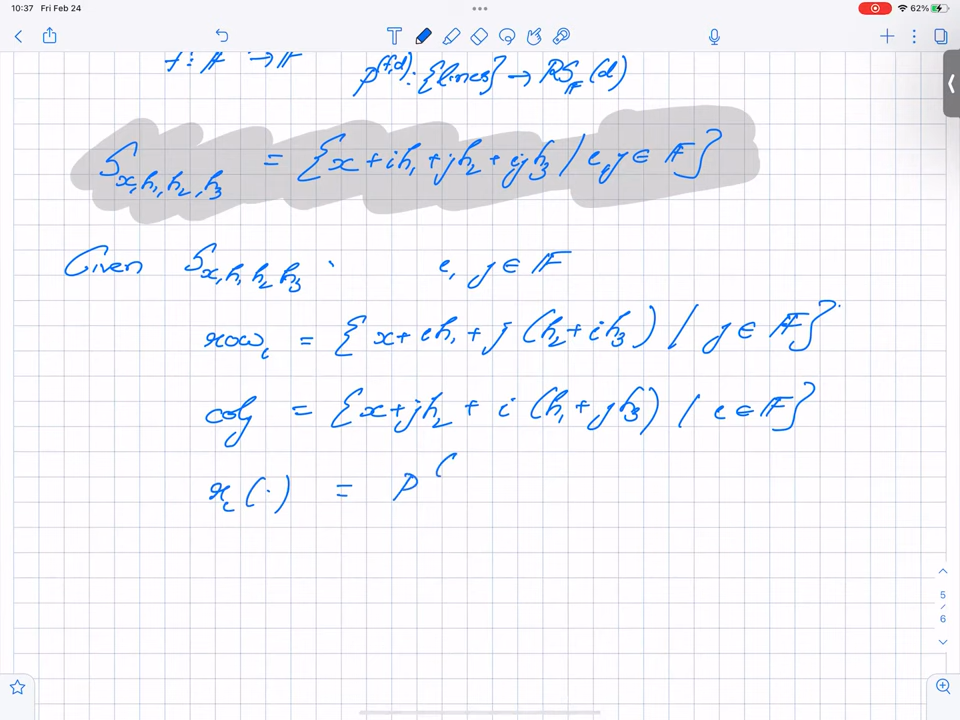 10:37 Fri Feb 24
62%
T
f : 𝔽 → 𝔽 p^(f,d) : {lines} → RS_𝔽(d)
S_{x,h₁,h₂,h₃} = {x + ih₁ + jh₂ + ijh₃ | i, j ∈ 𝔽}
Given S_{x,h₁,h₂,h₃} : i, j ∈ 𝔽
row_i = {x + ih₁ + j (h₂ + ih₃) | j ∈ 𝔽}
col_j = {x + jh₂ + i (h₁ + jh₃) | i ∈ 𝔽}
r_i (·) = p^(
5
/
6